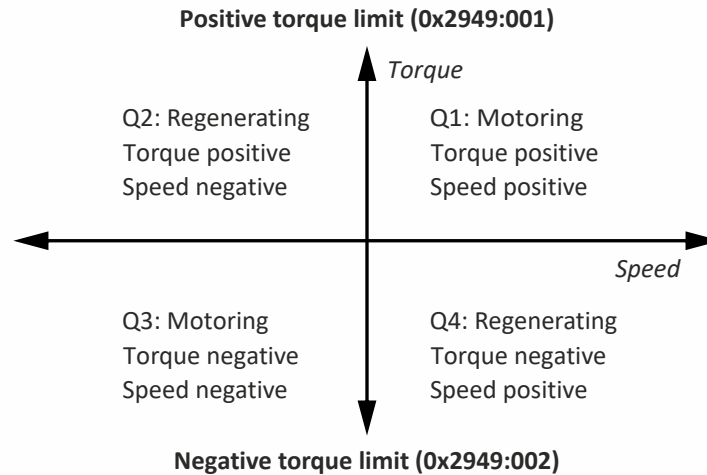 Positive torque limit (0x2949:001)
Torque
Q2: Regenerating
Torque positive
Speed negative
Q1: Motoring
Torque positive
Speed positive
Speed
Q3: Motoring
Torque negative
Speed negative
Q4: Regenerating
Torque negative
Speed positive
Negative torque limit (0x2949:002)